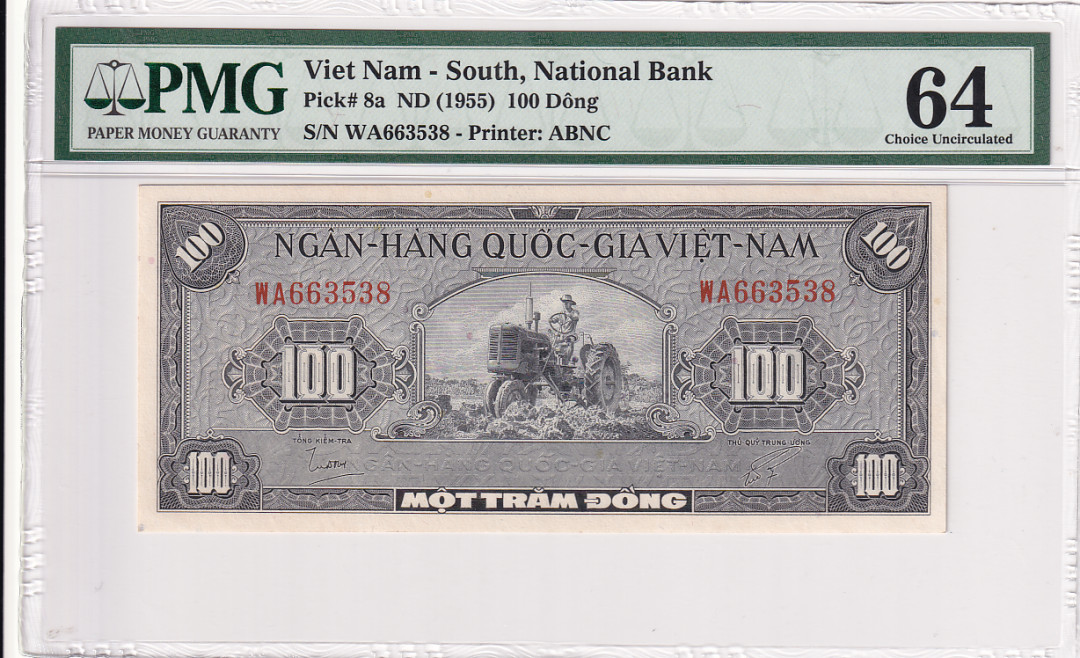 PMG
PAPER MONEY GUARANTY
Viet Nam - South, National Bank
Pick# 8a ND (1955) 100 Dông
S/N WA663538 - Printer: ABNC
64
Choice Uncirculated
100
100
NGÂN-HÀNG QUỐC-GIA VIỆT-NAM
WA663538
WA663538
100
100
TỔNG KIỂM-TRA
THỦ QUỸ TRUNG ƯƠNG
NGÂN-HÀNG QUỐC-GIA VIỆT-NAM
100
100
MỘT TRĂM ĐỒNG